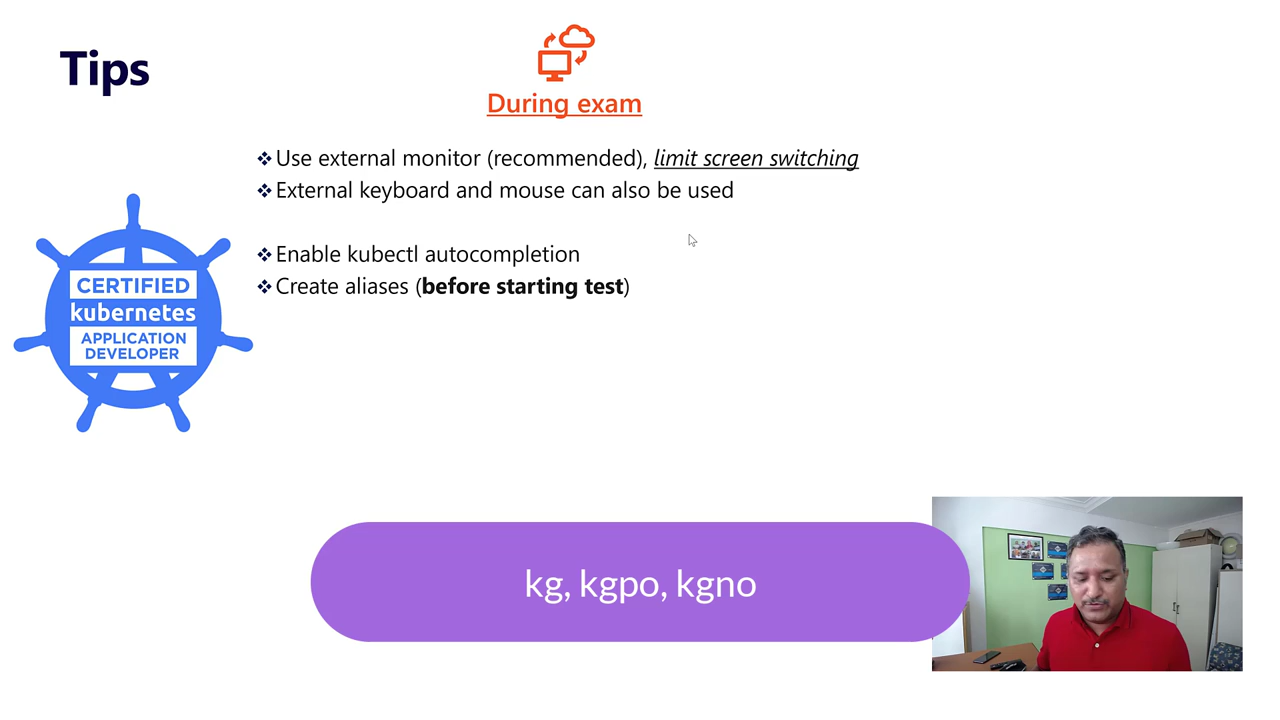 Tips
During exam
❖Use external monitor (recommended), limit screen switching
❖External keyboard and mouse can also be used
❖Enable kubectl autocompletion
❖Create aliases (before starting test)
CERTIFIED
kubernetes
APPLICATION
DEVELOPER
kg, kgpo, kgno